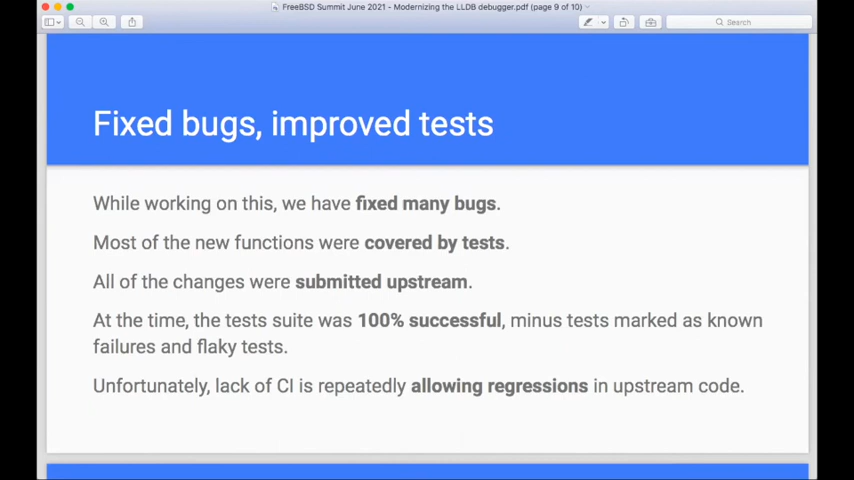 FreeBSD Summit June 2021 - Modernizing the LLDB debugger.pdf (page 9 of 10)
Search
Fixed bugs, improved tests
While working on this, we have fixed many bugs.
Most of the new functions were covered by tests.
All of the changes were submitted upstream.
At the time, the tests suite was 100% successful, minus tests marked as known
failures and flaky tests.
Unfortunately, lack of CI is repeatedly allowing regressions in upstream code.